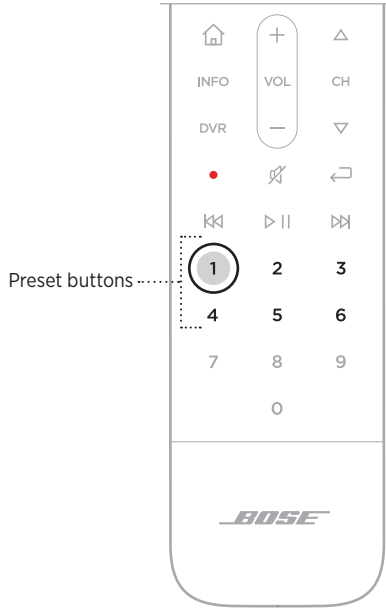 +
INFO VOL CH
DVR −
Preset buttons
1 2 3
4 5 6
7 8 9
0
BOSE